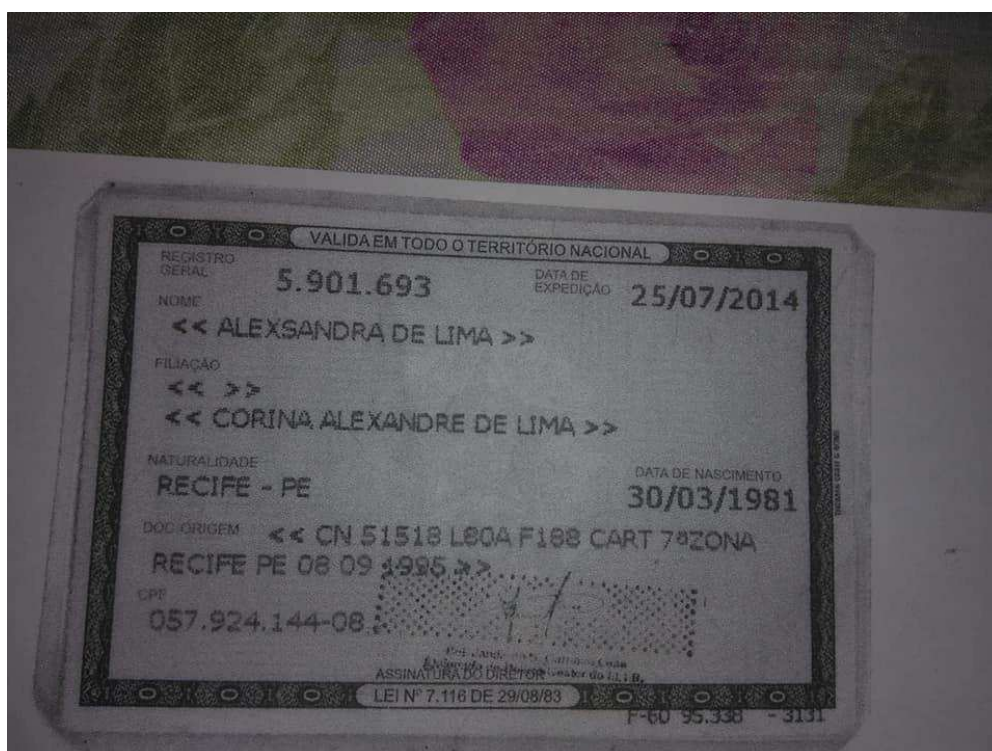 VALIDA EM TODO O TERRITÓRIO NACIONAL
REGISTRO GERAL 5.901.693 DATA DE EXPEDIÇÃO 25/07/2014
NOME
<< ALEXSANDRA DE LIMA >>
FILIAÇÃO
<< >>
<< CORINA ALEXANDRE DE LIMA >>
NATURALIDADE DATA DE NASCIMENTO
RECIFE - PE 30/03/1981
DOC ORIGEM << CN 51518 L80A F188 CART 7ªZONA
RECIFE PE 08 09 1995 >>
CPF
057.924.144-08
ASSINATURA DO DIRETOR
LEI Nº 7.116 DE 29/08/83
F-60 95.338 - 3131